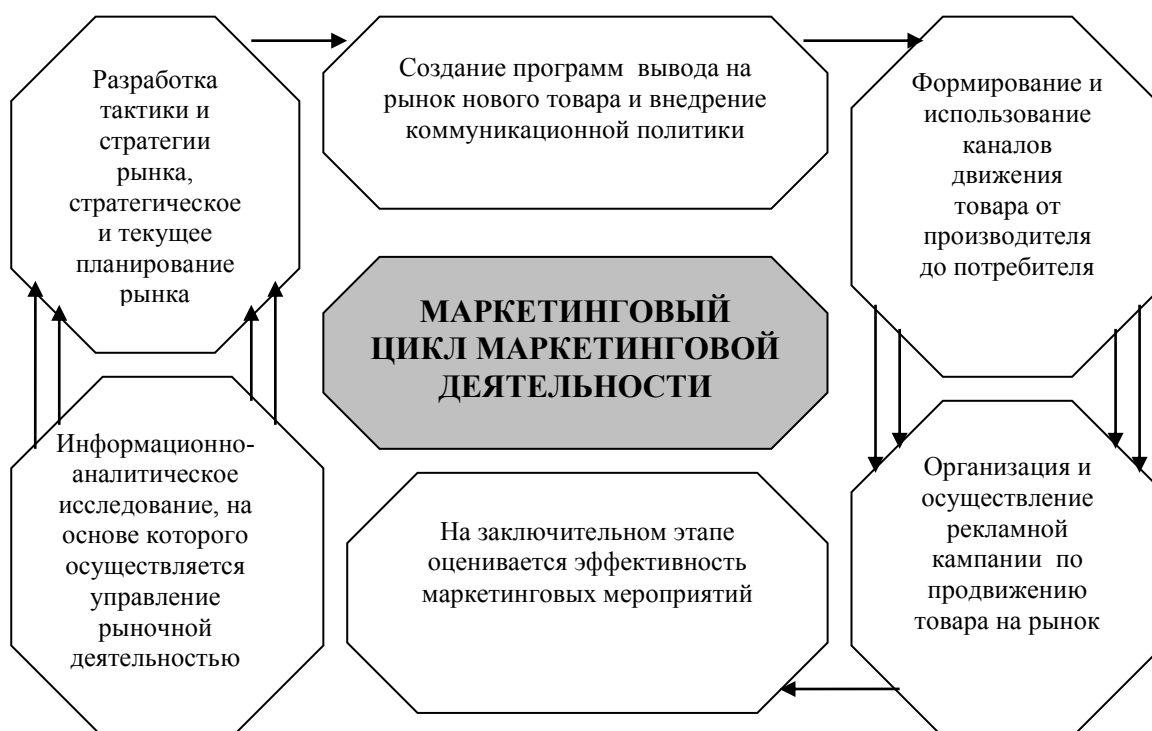 Разработка
тактики и
стратегии
рынка,
стратегическое
и текущее
планирование
рынка
Создание программ вывода на
рынок нового товара и внедрение
коммуникационной политики
Формирование и
использование
каналов
движения
товара от
производителя
до потребителя
МАРКЕТИНГОВЫЙ
ЦИКЛ МАРКЕТИНГОВОЙ
ДЕЯТЕЛЬНОСТИ
Информационно-
аналитическое
исследование, на
основе которого
осуществляется
управление
рыночной
деятельностью
На заключительном этапе
оценивается эффективность
маркетинговых мероприятий
Организация и
осуществление
рекламной
кампании по
продвижению
товара на рынок